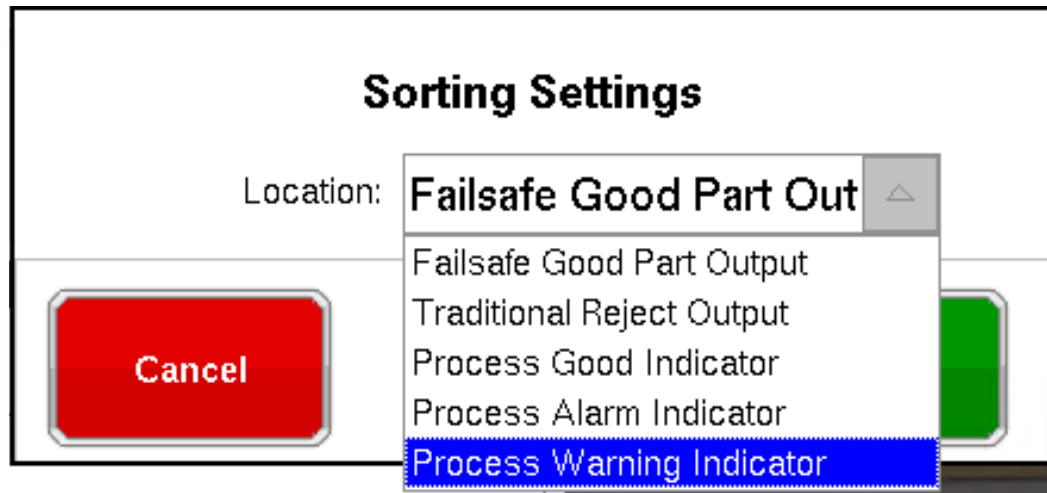 Sorting Settings
Location: Failsafe Good Part Out
Failsafe Good Part Output
Traditional Reject Output
Process Good Indicator
Process Alarm Indicator
Process Warning Indicator
Cancel